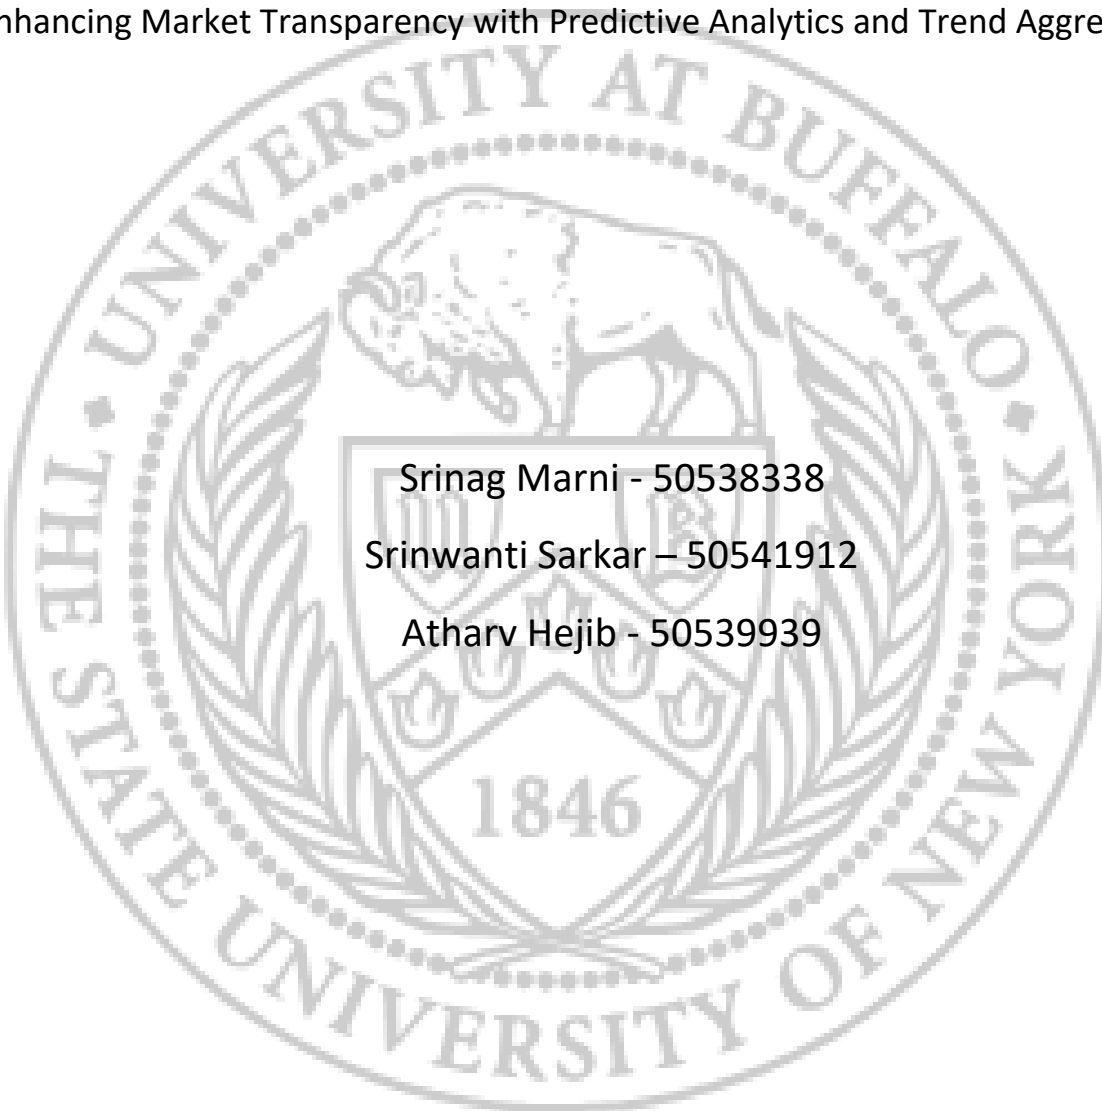 nhancing Market Transparency with Predictive Analytics and Trend Aggre
THE STATE UNIVERSITY OF NEW YORK
UNIVERSITY AT BUFFALO
Srinag Marni - 50538338
Srinwanti Sarkar – 50541912
Atharv Hejib - 50539939
1846